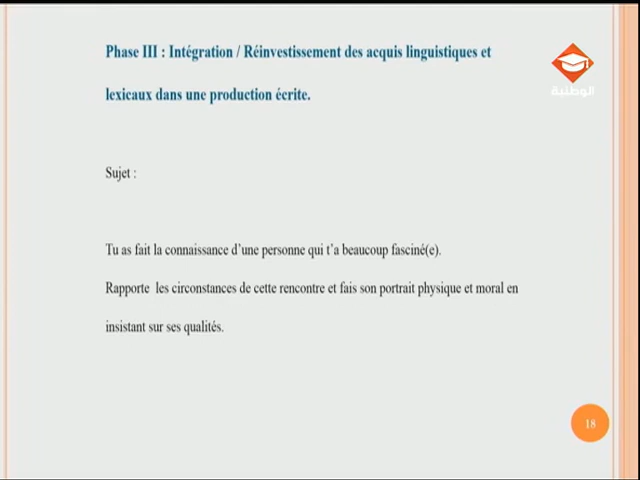 Phase III : Intégration / Réinvestissement des acquis linguistiques et
lexicaux dans une production écrite.
الوطنية
Sujet :
Tu as fait la connaissance d'une personne qui t'a beaucoup fasciné(e).
Rapporte les circonstances de cette rencontre et fais son portrait physique et moral en
insistant sur ses qualités.
18